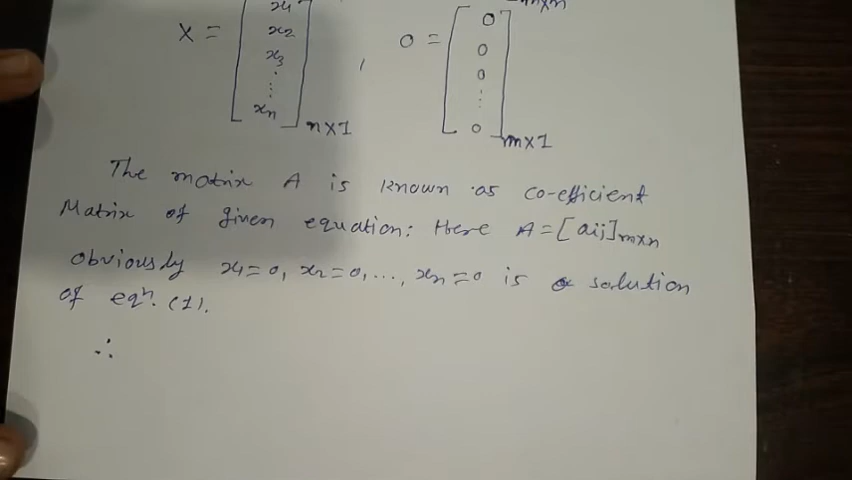 X = [ x1 x2 x3 : xn ] n×1 , 0 = [ 0 0 0 : 0 ] m×1
The matrix A is known as co-efficient
Matrix of given equation: Here A = [aij]m×n
obviously x1=0, x2=0, ..., xn=0 is a solution
of eqn. (1).
∴